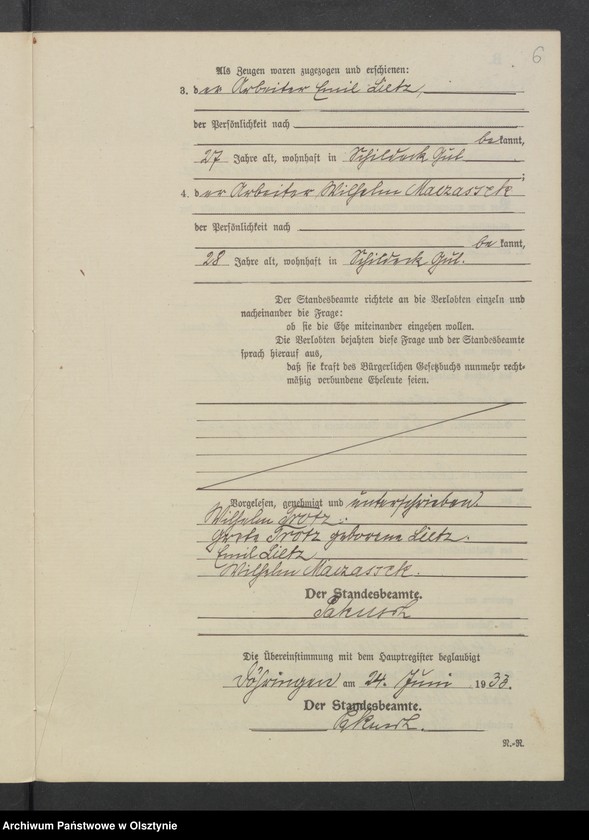 6
Als Zeugen waren zugezogen und erschienen:
3. der Arbeiter Emil Lietz,
der Persönlichkeit nach
bekannt,
27 Jahre alt, wohnhaft in Schildeck Gut
;
4. der Arbeiter Wilhelm Maczassek
der Persönlichkeit nach
bekannt,
28 Jahre alt, wohnhaft in Schildeck Gut.
Der Standesbeamte richtete an die Verlobten einzeln und
nacheinander die Frage:
ob sie die Ehe miteinander eingehen wollen.
Die Verlobten bejahten diese Frage und der Standesbeamte
sprach hierauf aus,
daß sie kraft des Bürgerlichen Gesetzbuchs nunmehr recht-
mäßig verbundene Eheleute seien.
Vorgelesen, genehmigt und unterschrieben.
Wilhelm Trotz.
Grete Trotz geborene Lietz.
Emil Lietz
Wilhelm Maczassek.
Der Standesbeamte.
Die Übereinstimmung mit dem Hauptregister beglaubigt
Döhringen am 24. Juni 1933.
Der Standesbeamte.
R.-R.
Archiwum Państwowe w Olsztynie